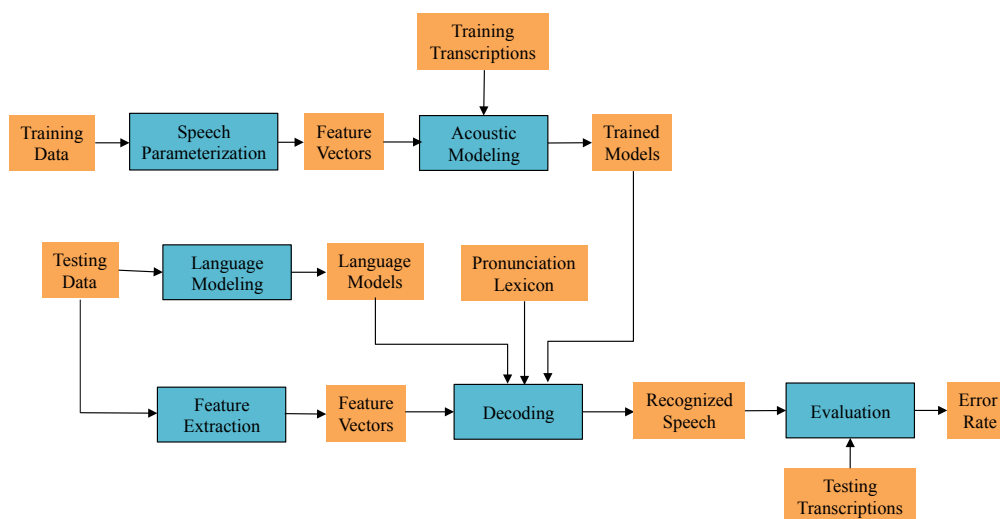 Training
Transcriptions
Training
Data
Speech
Parameterization
Feature
Vectors
Acoustic
Modeling
Trained
Models
Testing
Data
Language
Modeling
Language
Models
Pronunciation
Lexicon
Feature
Extraction
Feature
Vectors
Decoding
Recognized
Speech
Evaluation
Error
Rate
Testing
Transcriptions